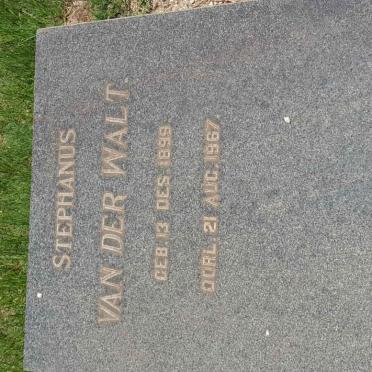 STEPHANUS
VAN DER WALT.
GEB: 13 DES. 1899
OORL. 21 AUG. 1967.